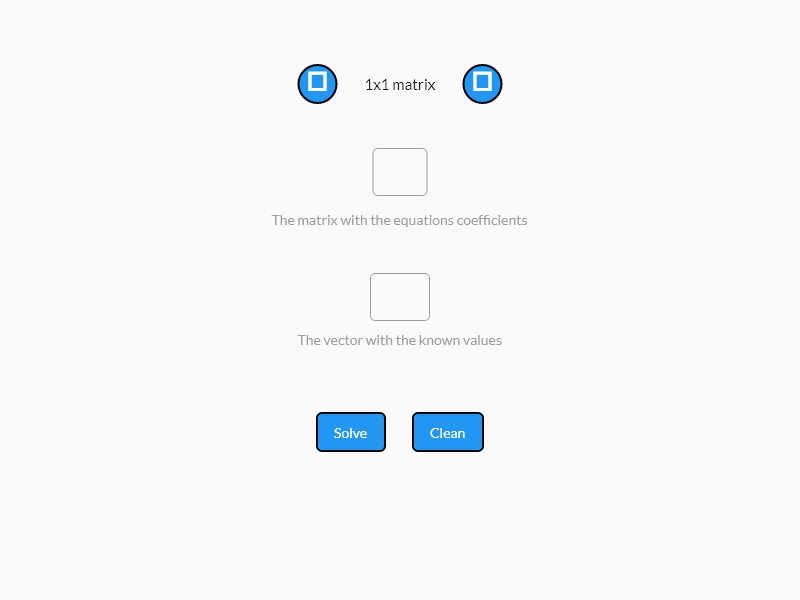 1x1 matrix
The matrix with the equations coefficients
The vector with the known values
Solve Clean